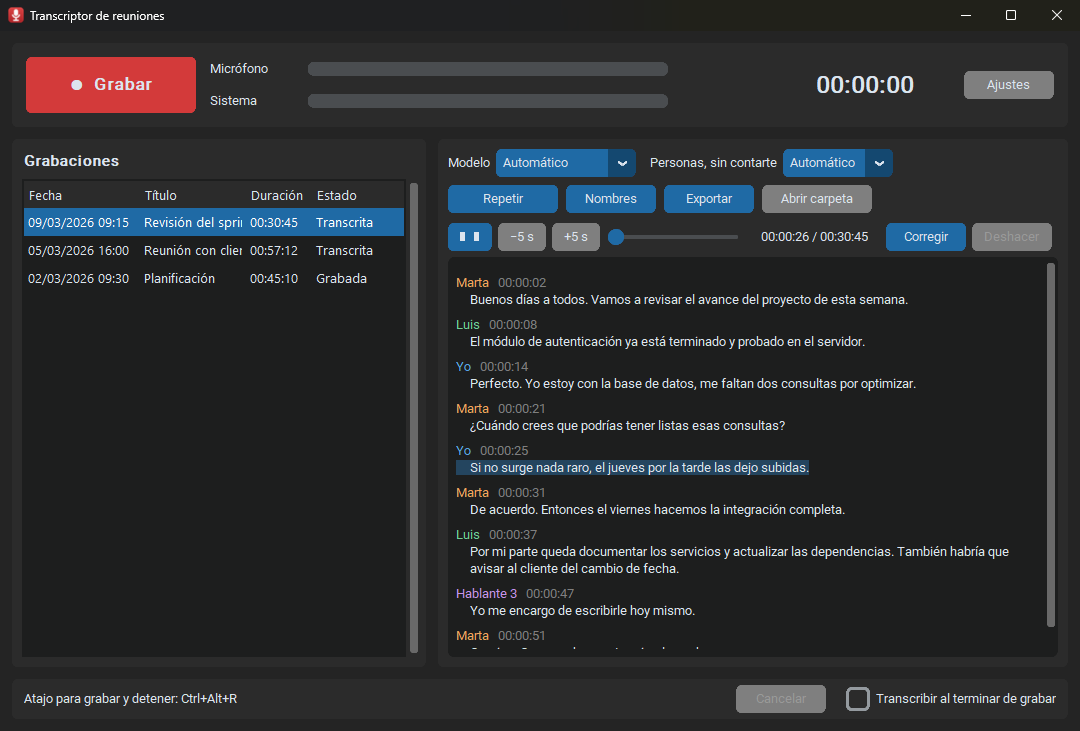 Transcriptor de reuniones
Grabar
Micrófono
Sistema
00:00:00
Ajustes
Grabaciones
Fecha Título Duración Estado
09/03/2026 09:15 Revisión del spri 00:30:45 Transcrita
05/03/2026 16:00 Reunión con clier 00:57:12 Transcrita
02/03/2026 09:30 Planificación 00:45:10 Grabada
Modelo Automático Personas, sin contarte Automático
Repetir Nombres Exportar Abrir carpeta
−5 s +5 s 00:00:26 / 00:30:45 Corregir Deshacer
Marta 00:00:02
Buenos días a todos. Vamos a revisar el avance del proyecto de esta semana.
Luis 00:00:08
El módulo de autenticación ya está terminado y probado en el servidor.
Yo 00:00:14
Perfecto. Yo estoy con la base de datos, me faltan dos consultas por optimizar.
Marta 00:00:21
¿Cuándo crees que podrías tener listas esas consultas?
Yo 00:00:25
Si no surge nada raro, el jueves por la tarde las dejo subidas.
Marta 00:00:31
De acuerdo. Entonces el viernes hacemos la integración completa.
Luis 00:00:37
Por mi parte queda documentar los servicios y actualizar las dependencias. También habría que
avisar al cliente del cambio de fecha.
Hablante 3 00:00:47
Yo me encargo de escribirle hoy mismo.
Marta 00:00:51
Atajo para grabar y detener: Ctrl+Alt+R
Cancelar
Transcribir al terminar de grabar